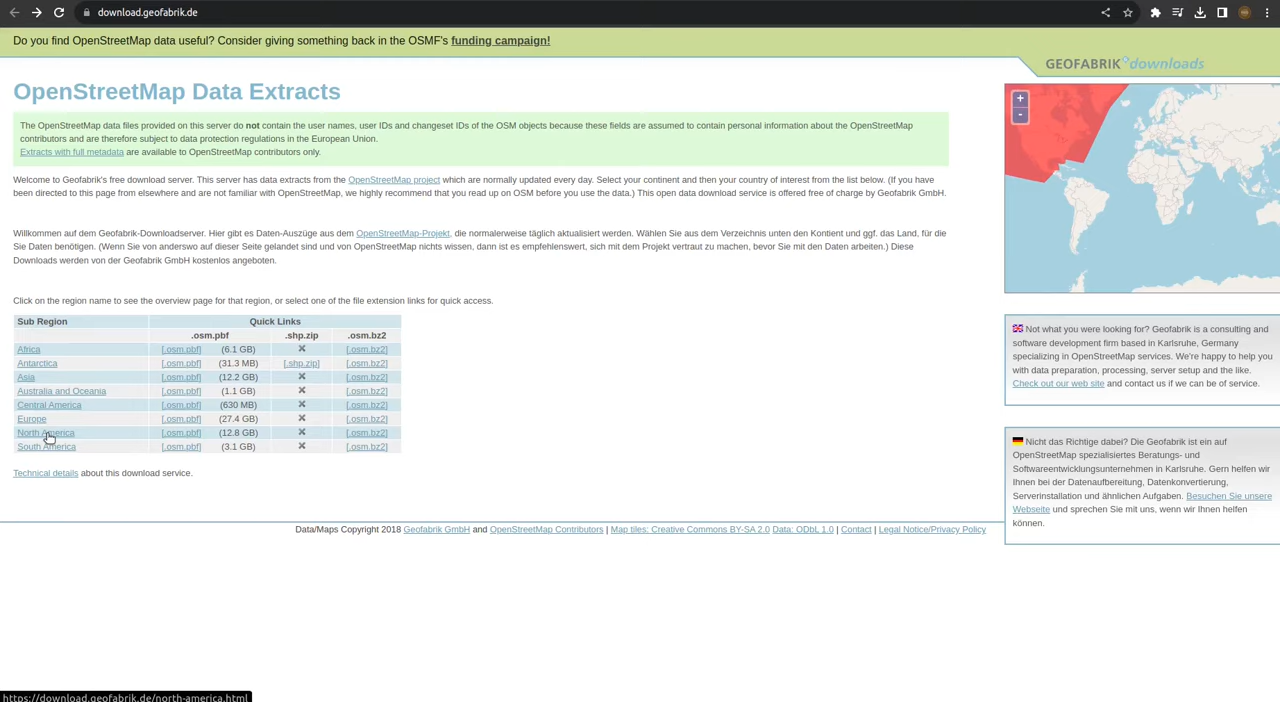 download.geofabrik.de
Do you find OpenStreetMap data useful? Consider giving something back in the OSMF's funding campaign!
GEOFABRIK downloads
OpenStreetMap Data Extracts
The OpenStreetMap data files provided on this server do not contain the user names, user IDs and changeset IDs of the OSM objects because these fields are assumed to contain personal information about the OpenStreetMap
contributors and are therefore subject to data protection regulations in the European Union.
Extracts with full metadata are available to OpenStreetMap contributors only.
Welcome to Geofabrik's free download server. This server has data extracts from the OpenStreetMap project which are normally updated every day. Select your continent and then your country of interest from the list below. (If you have
been directed to this page from elsewhere and are not familiar with OpenStreetMap, we highly recommend that you read up on OSM before you use the data.) This open data download service is offered free of charge by Geofabrik GmbH.
Willkommen auf dem Geofabrik-Downloadserver. Hier gibt es Daten-Auszüge aus dem OpenStreetMap-Projekt, die normalerweise täglich aktualisiert werden. Wählen Sie aus dem Verzeichnis unten den Kontinent und ggf. das Land, für die
Sie Daten benötigen. (Wenn Sie von anderswo auf dieser Seite gelandet sind und von OpenStreetMap nichts wissen, dann ist es empfehlenswert, sich mit dem Projekt vertraut zu machen, bevor Sie mit den Daten arbeiten.) Diese
Downloads werden von der Geofabrik GmbH kostenlos angeboten.
Click on the region name to see the overview page for that region, or select one of the file extension links for quick access.
Sub Region Quick Links
.osm.pbf .shp.zip .osm.bz2
Africa [.osm.pbf] (6.1 GB) ✖ [.osm.bz2]
Antarctica [.osm.pbf] (31.3 MB) [.shp.zip] [.osm.bz2]
Asia [.osm.pbf] (12.2 GB) ✖ [.osm.bz2]
Australia and Oceania [.osm.pbf] (1.1 GB) ✖ [.osm.bz2]
Central America [.osm.pbf] (630 MB) ✖ [.osm.bz2]
Europe [.osm.pbf] (27.4 GB) ✖ [.osm.bz2]
North America [.osm.pbf] (12.8 GB) ✖ [.osm.bz2]
South America [.osm.pbf] (3.1 GB) ✖ [.osm.bz2]
Technical details about this download service.
Data/Maps Copyright 2018 Geofabrik GmbH and OpenStreetMap Contributors | Map tiles: Creative Commons BY-SA 2.0 Data: ODbL 1.0 | Contact | Legal Notice/Privacy Policy
+
-
Not what you were looking for? Geofabrik is a consulting and
software development firm based in Karlsruhe, Germany
specializing in OpenStreetMap services. We're happy to help you
with data preparation, processing, server setup and the like.
Check out our web site and contact us if we can be of service.
Nicht das Richtige dabei? Die Geofabrik ist ein auf
OpenStreetMap spezialisiertes Beratungs- und
Softwareentwicklungsunternehmen in Karlsruhe. Gern helfen wir
Ihnen bei der Datenaufbereitung, Datenkonvertierung,
Serverinstallation und ähnlichen Aufgaben. Besuchen Sie unsere
Webseite und sprechen Sie mit uns, wenn wir Ihnen helfen
können.
https://download.geofabrik.de/north-america.html